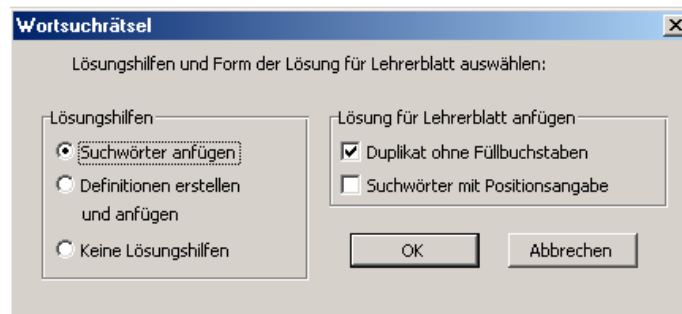 Wortsuchrätsel
Lösungshilfen und Form der Lösung für Lehrerblatt auswählen:
Lösungshilfen
Suchwörter anfügen
Definitionen erstellen
und anfügen
Keine Lösungshilfen
Lösung für Lehrerblatt anfügen
Duplikat ohne Füllbuchstaben
Suchwörter mit Positionsangabe
OK
Abbrechen